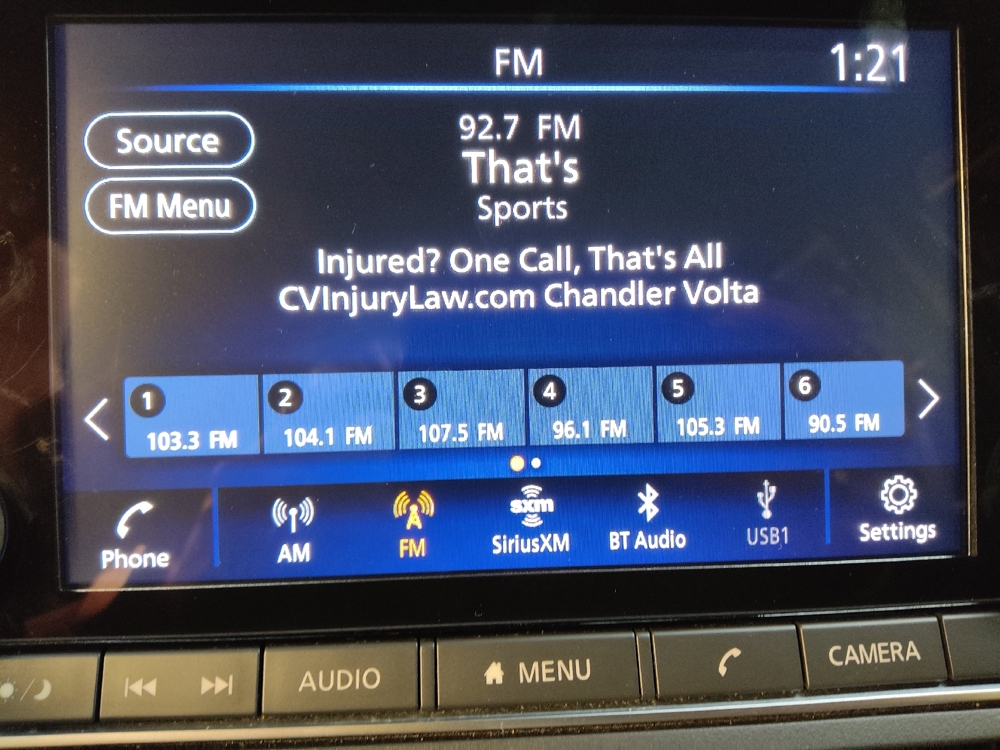 FM
1:21
Source
FM Menu
92.7 FM
That's
Sports
Injured? One Call, That's All
CVInjuryLaw.com Chandler Volta
1
103.3 FM
2
104.1 FM
3
107.5 FM
4
96.1 FM
5
105.3 FM
6
90.5 FM
Phone
AM
FM
sxm
SiriusXM
BT Audio
USB1
Settings
AUDIO
MENU
CAMERA